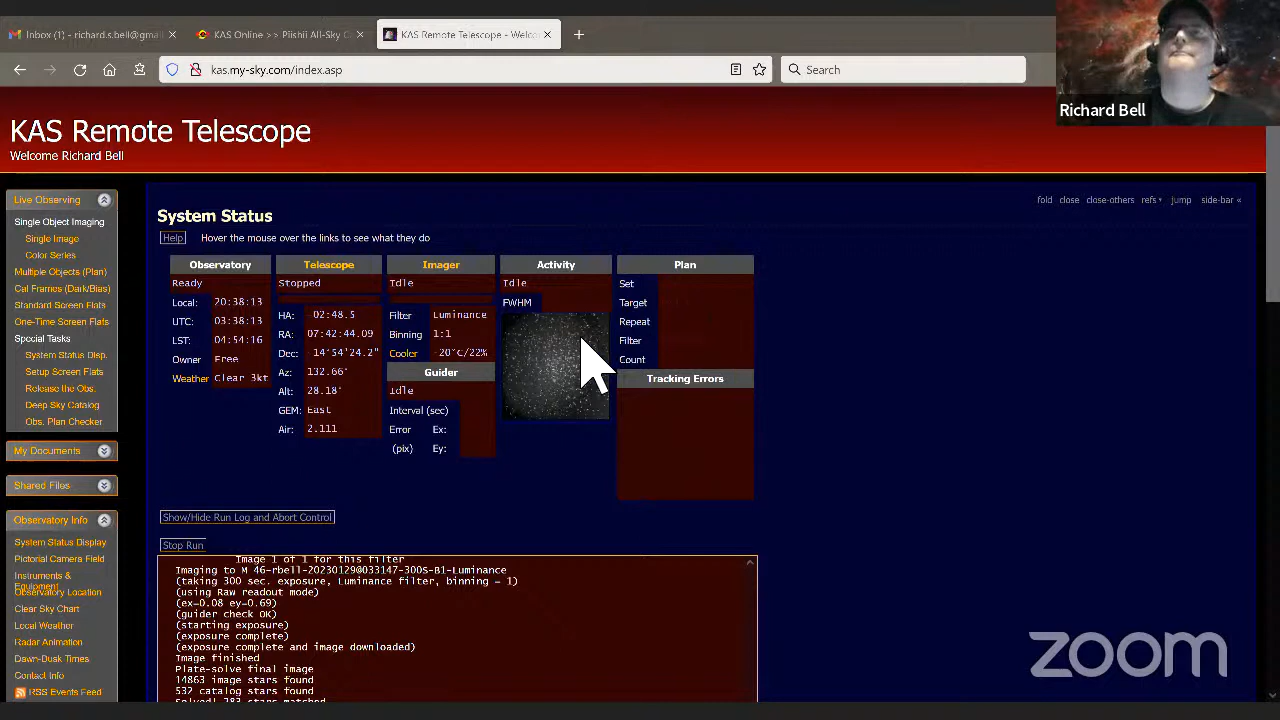 Inbox (1) - richard.s.bell@gmail
KAS Online >> Piishii All-Sky C
KAS Remote Telescope - Welcom
kas.my-sky.com/index.asp
Search
Richard Bell
KAS Remote Telescope
Welcome Richard Bell
Live Observing
Single Object Imaging
Single Image
Color Series
Multiple Objects (Plan)
Cal Frames (Dark/Bias)
Standard Screen Flats
One-Time Screen Flats
Special Tasks
System Status Disp.
Setup Screen Flats
Release the Obs.
Deep Sky Catalog
Obs. Plan Checker
My Documents
Shared Files
Observatory Info
System Status Display
Pictorial Camera Field
Instruments &
Equipment
Observatory Location
Clear Sky Chart
Local Weather
Radar Animation
Dawn-Dusk Times
Contact Info
RSS Events Feed
fold close close-others refs jump side-bar «
System Status
Help Hover the mouse over the links to see what they do
Observatory
Ready
Local: 20:38:13
UTC: 03:38:13
LST: 04:54:16
Owner Free
Weather Clear 3kt
Telescope
Stopped
HA: -02:48.5
RA: 07:42:44.09
Dec: -14°54'24.2"
Az: 132.66°
Alt: 28.18°
GEM: East
Air: 2.111
Imager
Idle
Filter Luminance
Binning 1:1
Cooler -20°C/22%
Guider
Idle
Interval (sec)
Error Ex:
(pix) Ey:
Activity
Idle
FWHM
Plan
Set
Target
Repeat
Filter
Count
Tracking Errors
Show/Hide Run Log and Abort Control
Stop Run
Image 1 of 1 for this filter
Imaging to M 46-rbell-20230129@033147-300S-B1-Luminance
(taking 300 sec. exposure, Luminance filter, binning = 1)
(using Raw readout mode)
(ex=0.08 ey=0.69)
(guider check OK)
(starting exposure)
(exposure complete)
(exposure complete and image downloaded)
Image finished
Plate-solve final image
14863 image stars found
532 catalog stars found
Solved! 283 stars matched.
zoom